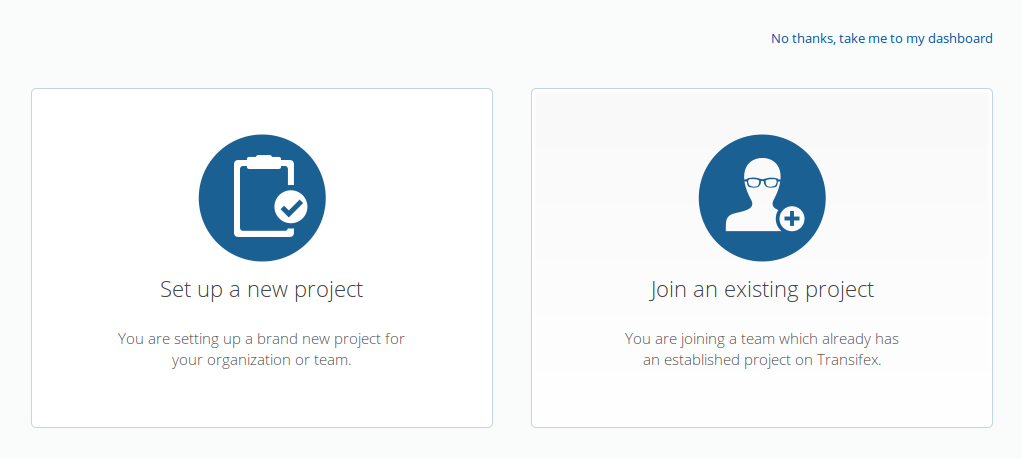 No thanks, take me to my dashboard
Set up a new project
You are setting up a brand new project for
your organization or team.
Join an existing project
You are joining a team which already has
an established project on Transifex.